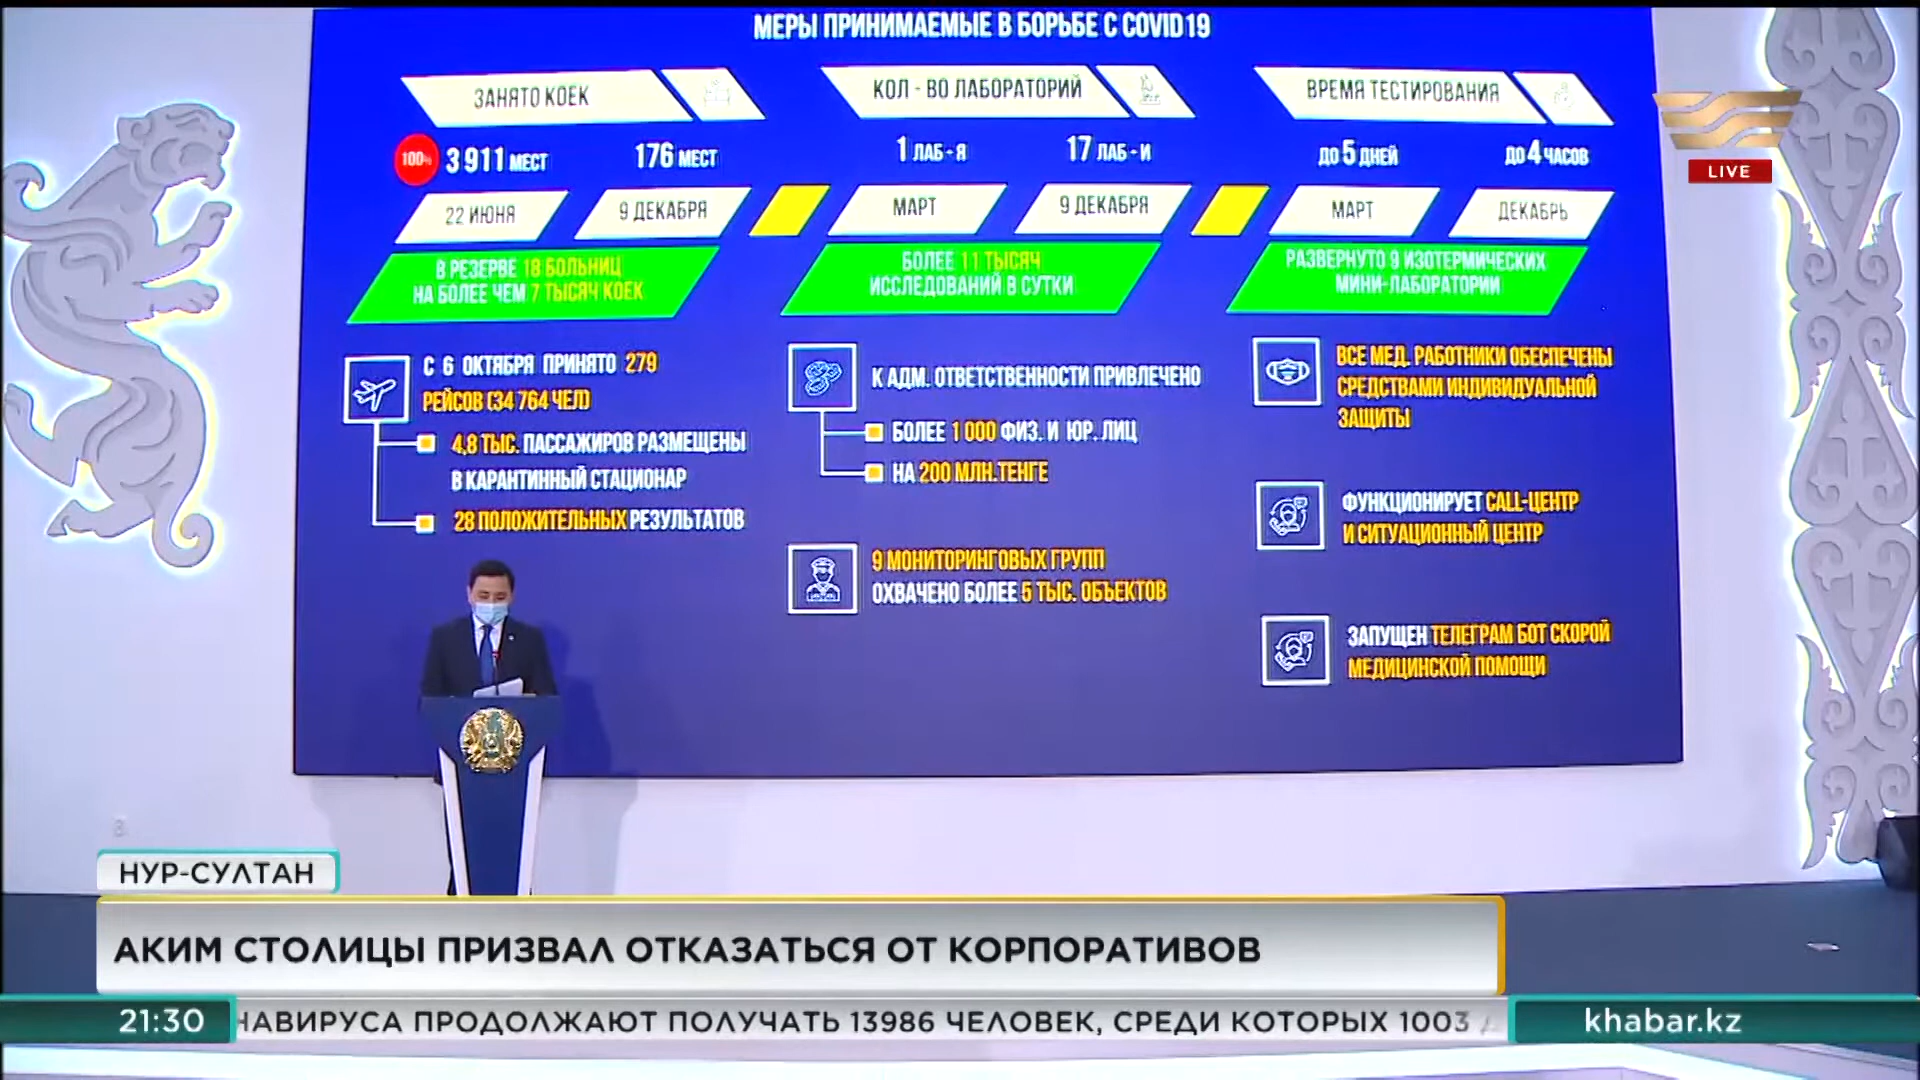 МЕРЫ ПРИНИМАЕМЫЕ В БОРЬБЕ С COVID19
ЗАНЯТО КОЕК
100%
3 911 МЕСТ
176 МЕСТ
22 ИЮНЯ
9 ДЕКАБРЯ
В РЕЗЕРВЕ 18 БОЛЬНИЦ
НА БОЛЕЕ ЧЕМ 7 ТЫСЯЧ КОЕК
С 6 ОКТЯБРЯ ПРИНЯТО 279
РЕЙСОВ (34 764 ЧЕЛ)
4,8 ТЫС. ПАССАЖИРОВ РАЗМЕЩЕНЫ
В КАРАНТИННЫЙ СТАЦИОНАР
28 ПОЛОЖИТЕЛЬНЫХ РЕЗУЛЬТАТОВ
КОЛ - ВО ЛАБОРАТОРИЙ
1 ЛАБ - Я
17 ЛАБ - И
МАРТ
9 ДЕКАБРЯ
БОЛЕЕ 11 ТЫСЯЧ
ИССЛЕДОВАНИЙ В СУТКИ
К АДМ. ОТВЕТСТВЕННОСТИ ПРИВЛЕЧЕНО
БОЛЕЕ 1 000 ФИЗ. И ЮР. ЛИЦ
НА 200 МЛН.ТЕНГЕ
9 МОНИТОРИНГОВЫХ ГРУПП
ОХВАЧЕНО БОЛЕЕ 5 ТЫС. ОБЪЕКТОВ
ВРЕМЯ ТЕСТИРОВАНИЯ
ДО 5 ДНЕЙ
ДО 4 ЧАСОВ
МАРТ
ДЕКАБРЬ
РАЗВЕРНУТО 9 ИЗОТЕРМИЧЕСКИХ
МИНИ-ЛАБОРАТОРИИ
ВСЕ МЕД. РАБОТНИКИ ОБЕСПЕЧЕНЫ
СРЕДСТВАМИ ИНДИВИДУАЛЬНОЙ
ЗАЩИТЫ
ФУНКЦИОНИРУЕТ CALL-ЦЕНТР
И СИТУАЦИОННЫЙ ЦЕНТР
ЗАПУЩЕН ТЕЛЕГРАМ БОТ СКОРОЙ
МЕДИЦИНСКОЙ ПОМОЩИ
LIVE
НУР-СУЛТАН
АКИМ СТОЛИЦЫ ПРИЗВАЛ ОТКАЗАТЬСЯ ОТ КОРПОРАТИВОВ
21:30
НАВИРУСА ПРОДОЛЖАЮТ ПОЛУЧАТЬ 13986 ЧЕЛОВЕК, СРЕДИ КОТОРЫХ 1003
khabar.kz